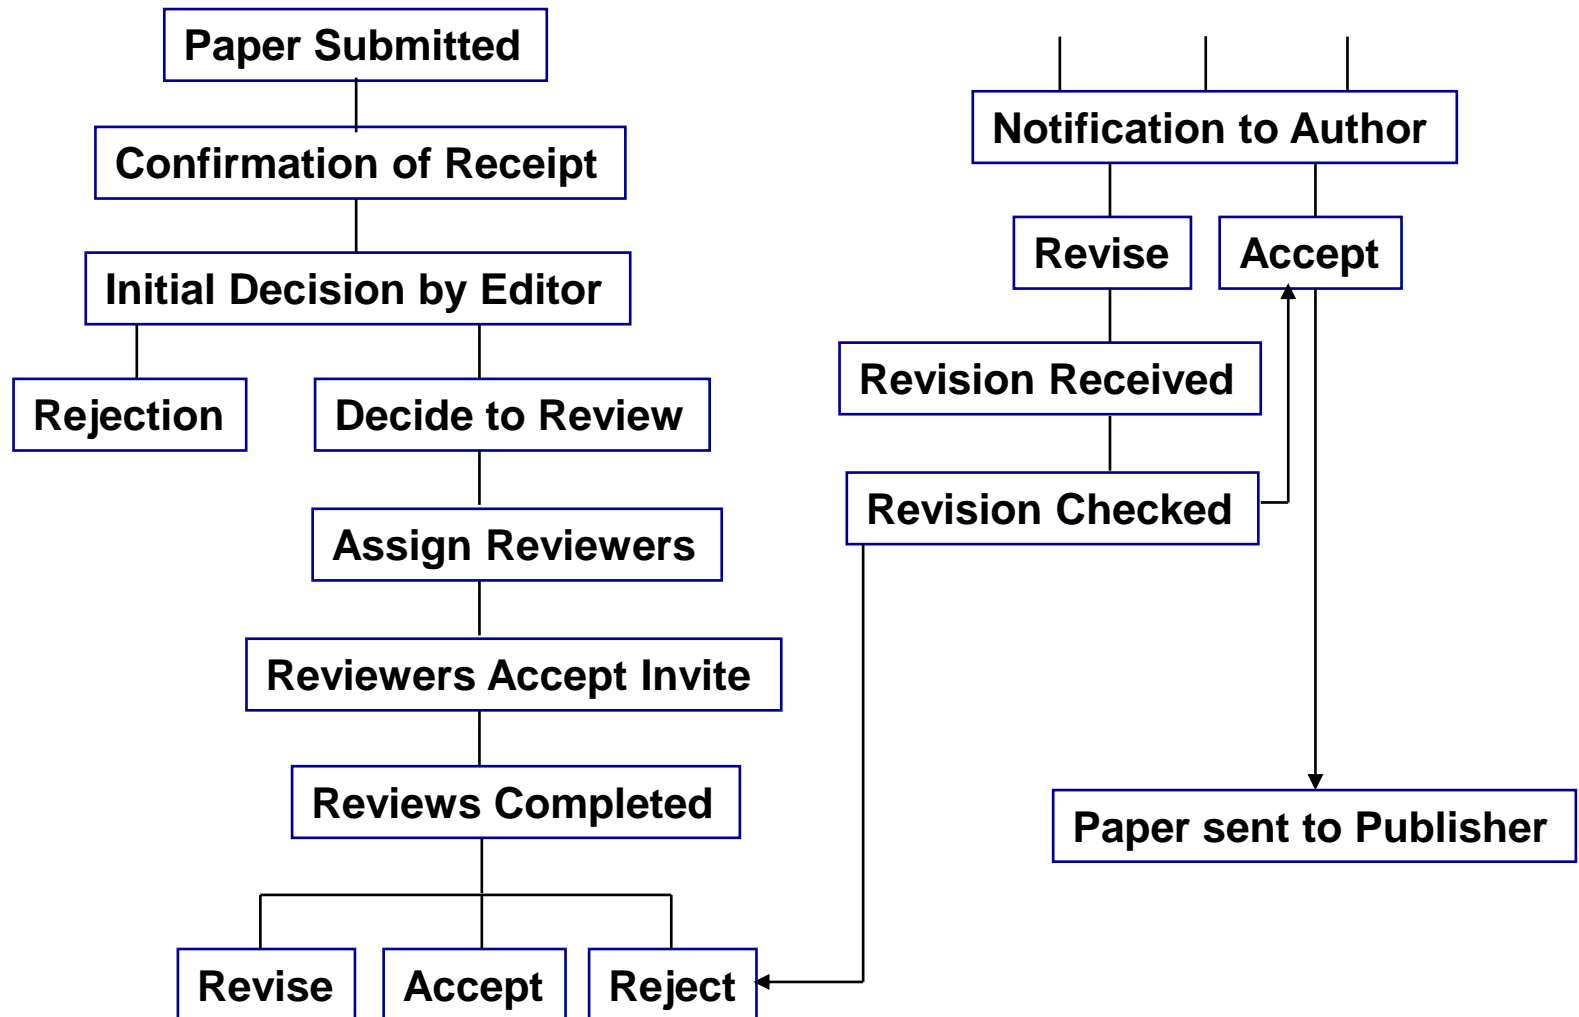 Paper Submitted
Confirmation of Receipt
Initial Decision by Editor
Rejection
Decide to Review
Assign Reviewers
Reviewers Accept Invite
Reviews Completed
Revise
Accept
Reject
Notification to Author
Revise
Accept
Revision Received
Revision Checked
Paper sent to Publisher